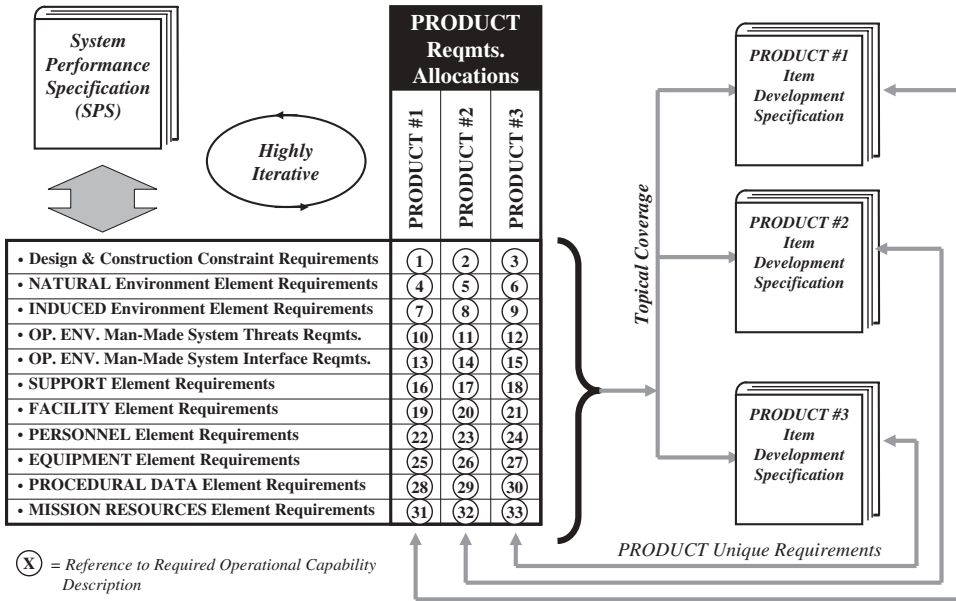 System
Performance
Specification
(SPS)
Highly
Iterative
PRODUCT
Reqmts.
Allocations
PRODUCT #1
PRODUCT #2
PRODUCT #3
• Design & Construction Constraint Requirements 1 2 3
• NATURAL Environment Element Requirements 4 5 6
• INDUCED Environment Element Requirements 7 8 9
• OP. ENV. Man-Made System Threats Reqmts. 10 11 12
• OP. ENV. Man-Made System Interface Reqmts. 13 14 15
• SUPPORT Element Requirements 16 17 18
• FACILITY Element Requirements 19 20 21
• PERSONNEL Element Requirements 22 23 24
• EQUIPMENT Element Requirements 25 26 27
• PROCEDURAL DATA Element Requirements 28 29 30
• MISSION RESOURCES Element Requirements 31 32 33
X = Reference to Required Operational Capability
Description
Topical Coverage
PRODUCT #1
Item
Development
Specification
PRODUCT #2
Item
Development
Specification
PRODUCT #3
Item
Development
Specification
PRODUCT Unique Requirements